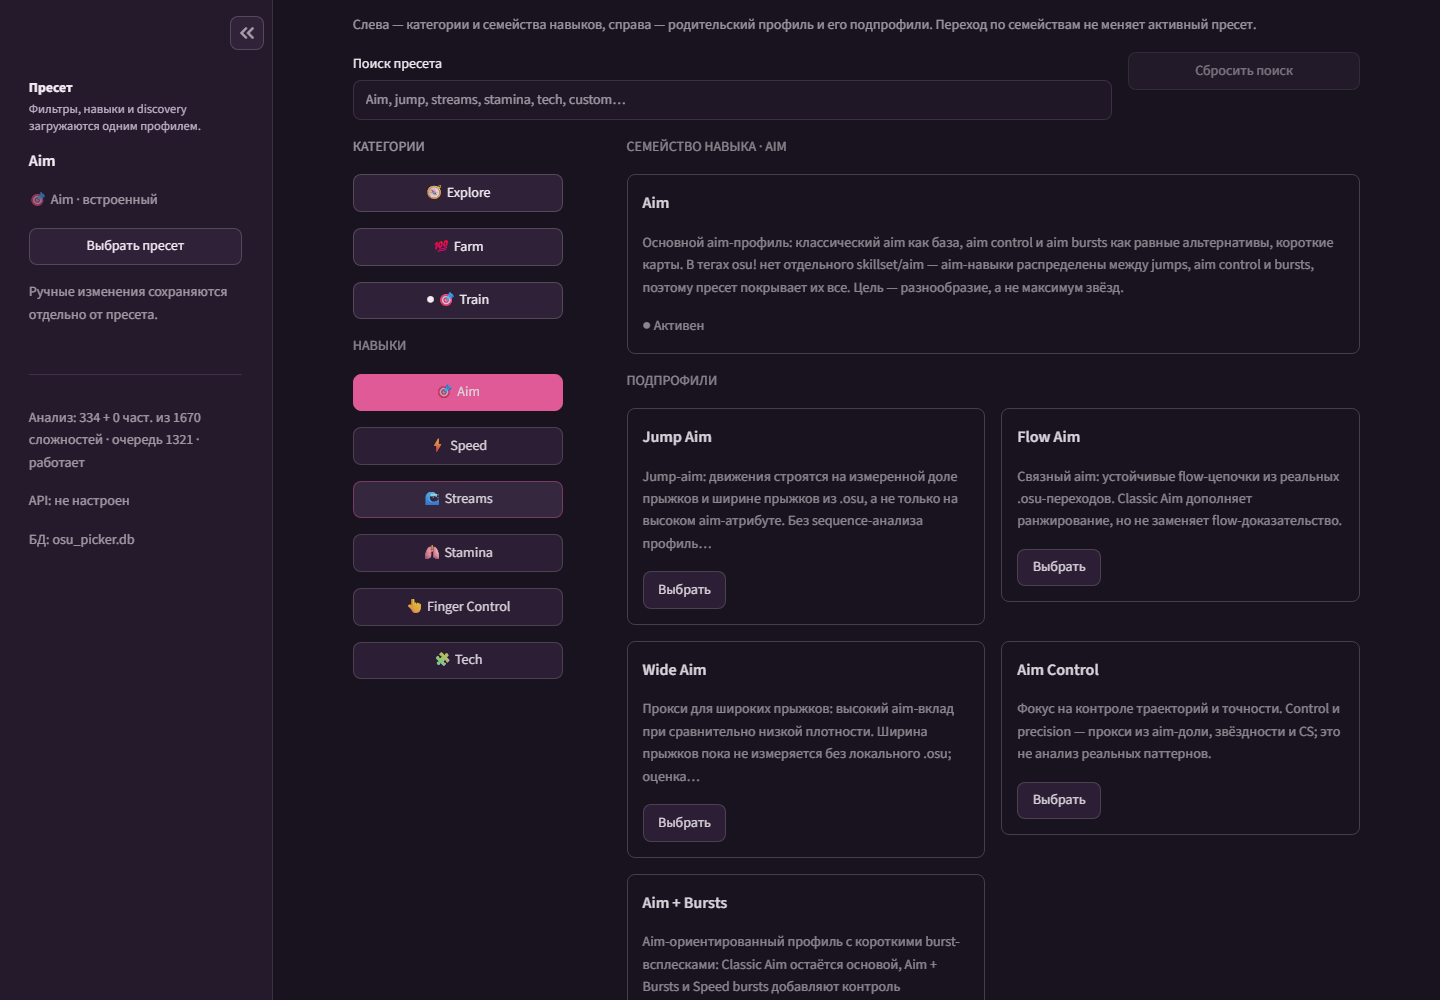 Пресет
Фильтры, навыки и discovery
загружаются одним профилем.
Aim
Aim · встроенный
Выбрать пресет
Ручные изменения сохраняются
отдельно от пресета.
Анализ: 334 + 0 част. из 1670
сложностей · очередь 1321 ·
работает
API: не настроен
БД: osu_picker.db
Слева — категории и семейства навыков, справа — родительский профиль и его подпрофили. Переход по семействам не меняет активный пресет.
Поиск пресета
Aim, jump, streams, stamina, tech, custom…
Сбросить поиск
КАТЕГОРИИ
Explore
Farm
Train
НАВЫКИ
Aim
Speed
Streams
Stamina
Finger Control
Tech
СЕМЕЙСТВО НАВЫКА · AIM
Aim
Основной aim-профиль: классический aim как база, aim control и aim bursts как равные альтернативы, короткие
карты. В тегах osu! нет отдельного skillset/aim — aim-навыки распределены между jumps, aim control и bursts,
поэтому пресет покрывает их все. Цель — разнообразие, а не максимум звёзд.
Активен
ПОДПРОФИЛИ
Jump Aim
Jump-aim: движения строятся на измеренной доле
прыжков и ширине прыжков из .osu, а не только на
высоком aim-атрибуте. Без sequence-анализа
профиль…
Выбрать
Flow Aim
Связный aim: устойчивые flow-цепочки из реальных
.osu-переходов. Classic Aim дополняет
ранжирование, но не заменяет flow-доказательство.
Выбрать
Wide Aim
Прокси для широких прыжков: высокий aim-вклад
при сравнительно низкой плотности. Ширина
прыжков пока не измеряется без локального .osu;
оценка…
Выбрать
Aim Control
Фокус на контроле траекторий и точности. Control и
precision — прокси из aim-доли, звёздности и CS; это
не анализ реальных паттернов.
Выбрать
Aim + Bursts
Aim-ориентированный профиль с короткими burst-
всплесками: Classic Aim остаётся основой, Aim +
Bursts и Speed bursts добавляют контроль